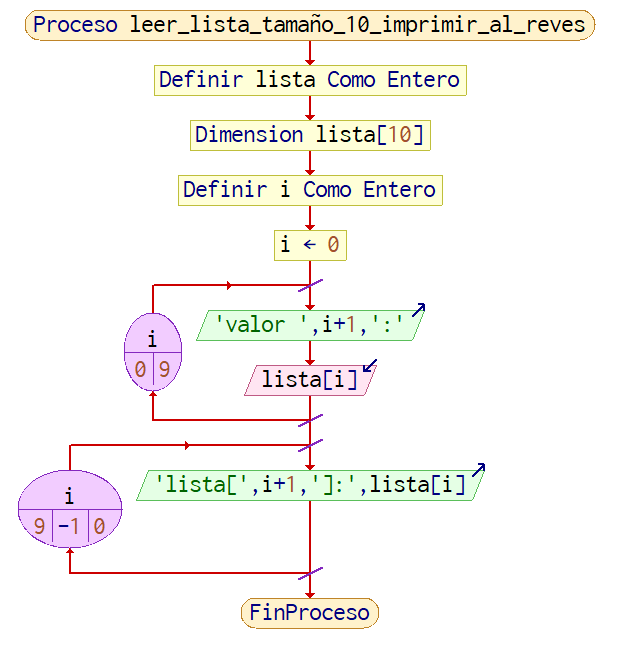 Proceso leer_lista_tamaño_10_imprimir_al_reves
Definir lista Como Entero
Dimension lista[10]
Definir i Como Entero
i ← 0
'valor ',i+1,':'
i
0 9
lista[i]
'lista[',i+1,']:',lista[i]
i
9 -1 0
FinProceso